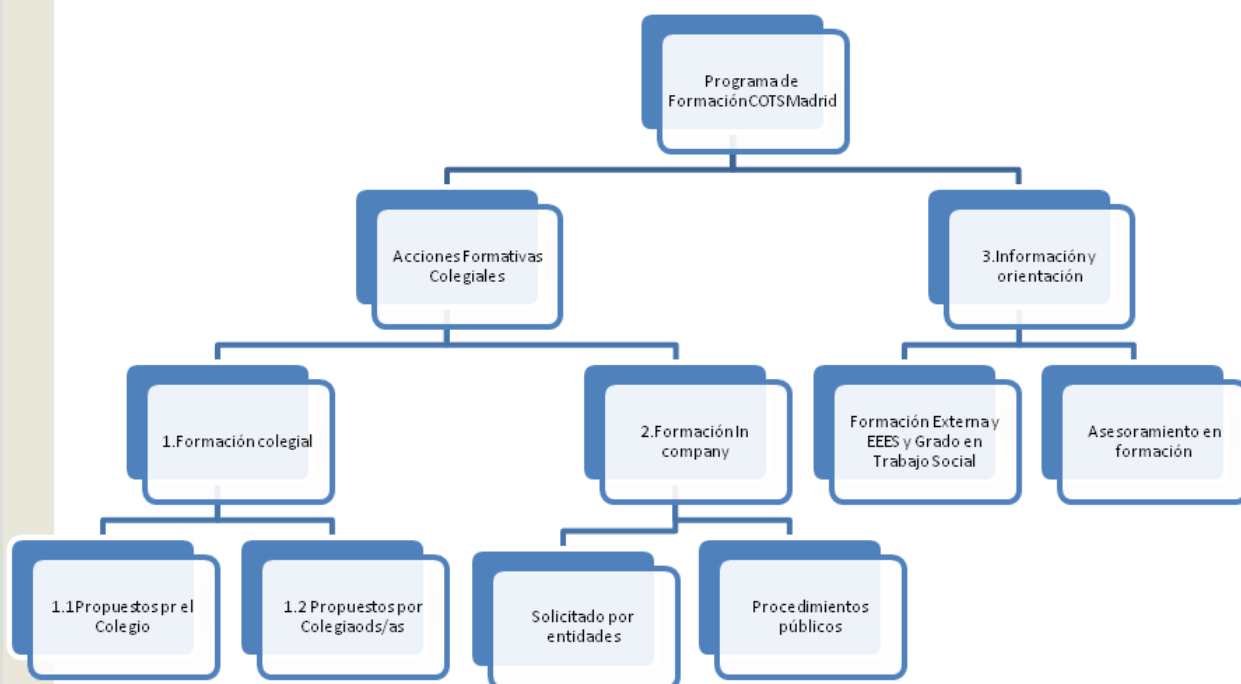 Programa de
Formación COTSMadrid
Acciones Formativas
Colegiales
3.Información y
orientación
1.Formación colegial
2.Formación In
company
Formación Externa y
EEES y Grado en
Trabajo Social
Asesoramiento en
formación
1.1Propuestos pr el
Colegio
1.2 Propuestos por
Colegiaods/as
Solicitado por
entidades
Procedimientos
públicos